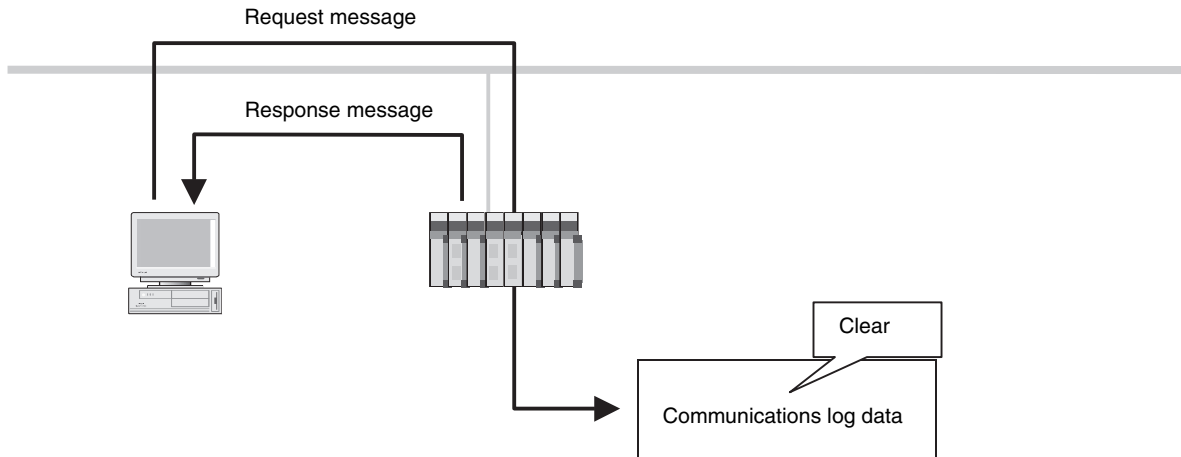 Request message
Response message
Clear
Communications log data